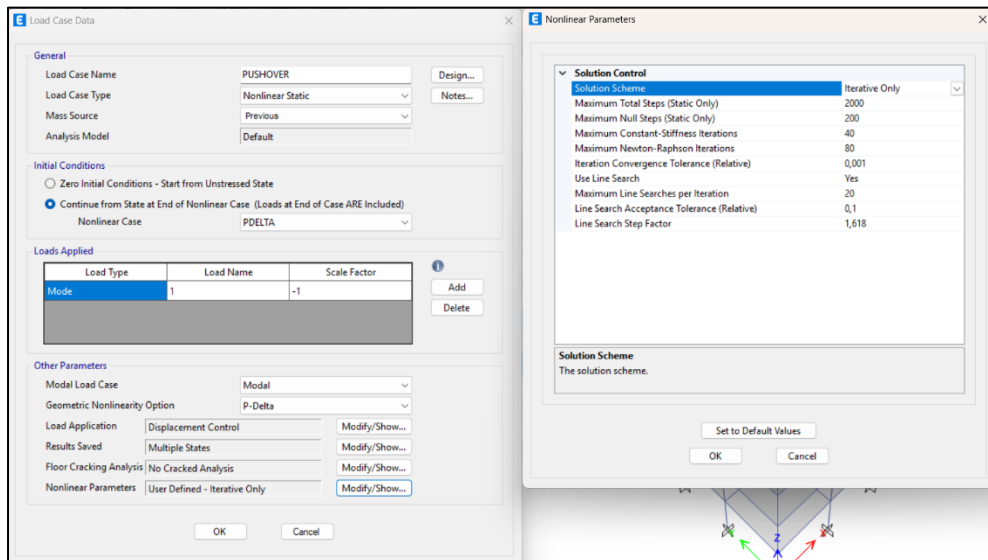 E Load Case Data
General
Load Case Name PUSHOVER Design...
Load Case Type Nonlinear Static Notes...
Mass Source Previous
Analysis Model Default
Initial Conditions
Zero Initial Conditions - Start from Unstressed State
Continue from State at End of Nonlinear Case (Loads at End of Case ARE Included)
Nonlinear Case PDELTA
Loads Applied
Load Type Load Name Scale Factor
Mode 1 -1
Add
Delete
Other Parameters
Modal Load Case Modal
Geometric Nonlinearity Option P-Delta
Load Application Displacement Control Modify/Show...
Results Saved Multiple States Modify/Show...
Floor Cracking Analysis No Cracked Analysis Modify/Show...
Nonlinear Parameters User Defined - Iterative Only Modify/Show...
OK Cancel
E Nonlinear Parameters
Solution Control
Solution Scheme Iterative Only
Maximum Total Steps (Static Only) 2000
Maximum Null Steps (Static Only) 200
Maximum Constant-Stiffness Iterations 40
Maximum Newton-Raphson Iterations 80
Iteration Convergence Tolerance (Relative) 0,001
Use Line Search Yes
Maximum Line Searches per Iteration 20
Line Search Acceptance Tolerance (Relative) 0,1
Line Search Step Factor 1,618
Solution Scheme
The solution scheme.
Set to Default Values
OK Cancel
Z